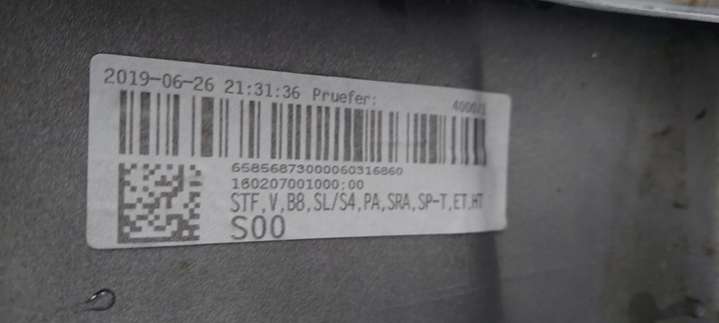 2019-06-26 21:31:36 Pruefer: 400071
65856873000060316860
160207001000;00
STF,V,B8,SL/S4,PA,SRA,SP-T,ET,HT
S00